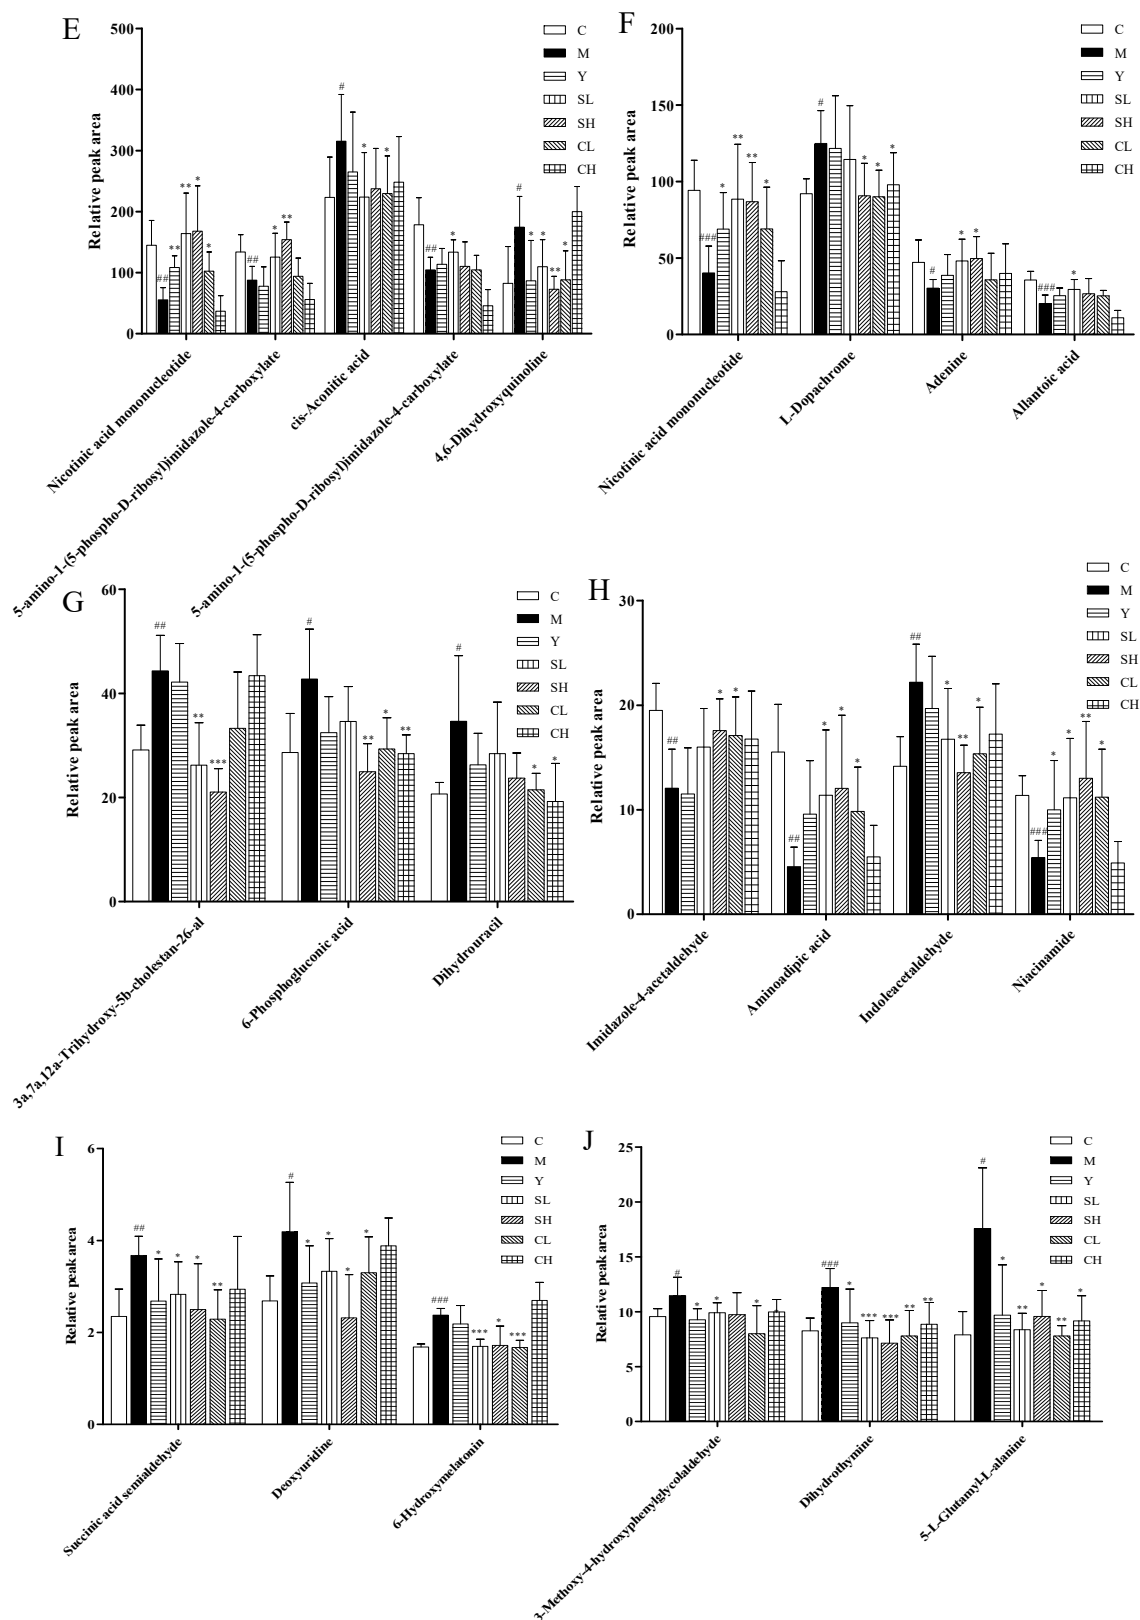 E
Relative peak area
500
400
300
200
100
0
C
M
Y
SL
SH
CL
CH
## ** ** * *
## * ** 
# * *
## *
# * * ** *
Nicotinic acid mononucleotide
5-amino-1-(5-phospho-D-ribosyl)imidazole-4-carboxylate
cis-Aconitic acid
5-amino-1-(5-phospho-D-ribosyl)imidazole-4-carboxylate
4,6-Dihydroxyquinoline
F
Relative peak area
200
150
100
50
0
C
M
Y
SL
SH
CL
CH
### * ** ** *
# * * *
# * *
### *
Nicotinic acid mononucleotide
L-Dopachrome
Adenine
Allantoic acid
G
Relative peak area
60
40
20
0
C
M
Y
SL
SH
CL
CH
## ** ***
# ** * **
# * *
3a,7a,12a-Trihydroxy-5b-cholestan-26-al
6-Phosphogluconic acid
Dihydrouracil
H
Relative peak area
30
20
10
0
C
M
Y
SL
SH
CL
CH
## * *
## * * *
## * ** *
### * * ** *
Imidazole-4-acetaldehyde
Aminoadipic acid
Indoleacetaldehyde
Niacinamide
I
Relative peak area
6
4
2
0
C
M
Y
SL
SH
CL
CH
## * * * **
# * * * *
### *** * ***
Succinic acid semialdehyde
Deoxyuridine
6-Hydroxymelatonin
J
Relative peak area
25
20
15
10
5
0
C
M
Y
SL
SH
CL
CH
# * * *
### * *** *** ** **
# * ** * ** *
3-Methoxy-4-hydroxyphenylglycolaldehyde
Dihydrothymine
5-L-Glutamyl-L-alanine